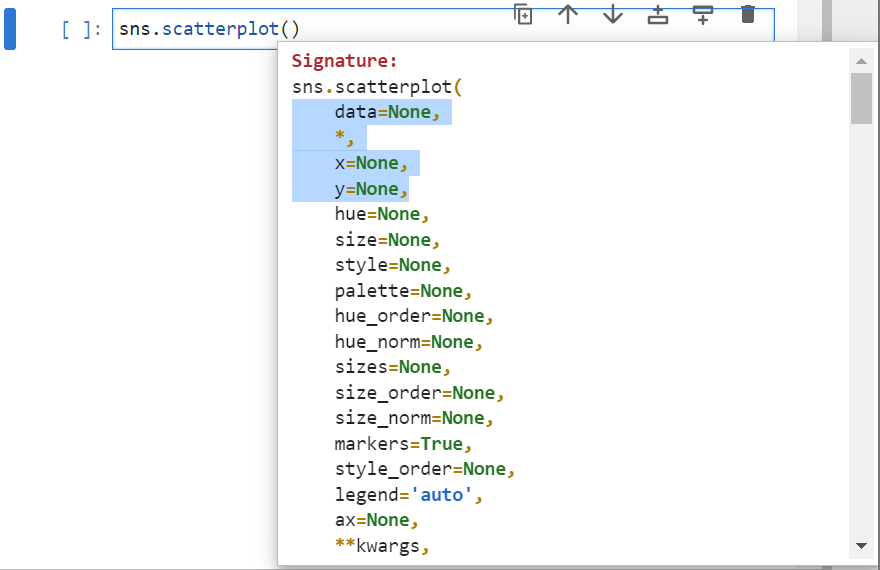 [ ]: sns.scatterplot()
Signature:
sns.scatterplot(
data=None,
*,
x=None,
y=None,
hue=None,
size=None,
style=None,
palette=None,
hue_order=None,
hue_norm=None,
sizes=None,
size_order=None,
size_norm=None,
markers=True,
style_order=None,
legend='auto',
ax=None,
**kwargs,